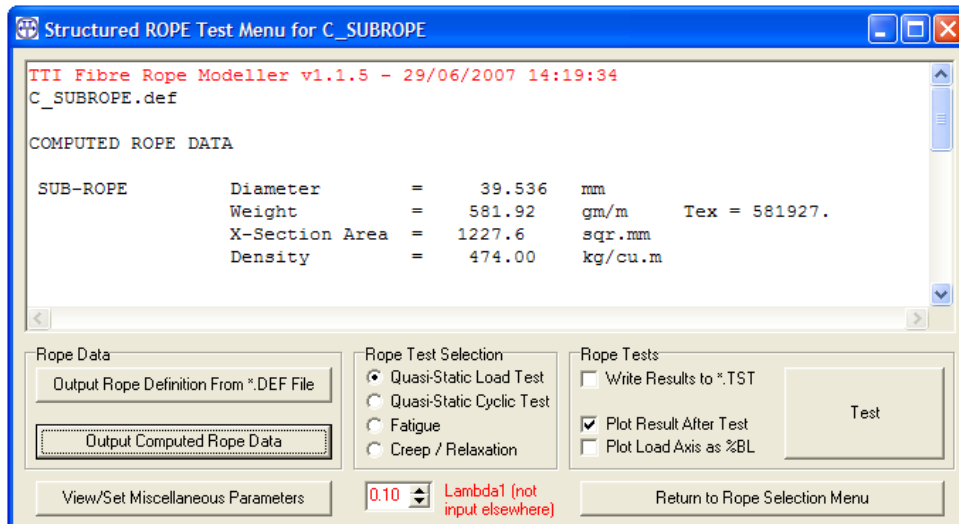 Structured ROPE Test Menu for C_SUBROPE
TTI Fibre Rope Modeller v1.1.5 - 29/06/2007 14:19:34
C_SUBROPE.def
COMPUTED ROPE DATA
SUB-ROPE Diameter = 39.536 mm
Weight = 581.92 gm/m Tex = 581927.
X-Section Area = 1227.6 sqr.mm
Density = 474.00 kg/cu.m
Rope Data
Output Rope Definition From *.DEF File
Output Computed Rope Data
View/Set Miscellaneous Parameters
Rope Test Selection
Quasi-Static Load Test
Quasi-Static Cyclic Test
Fatigue
Creep / Relaxation
0.10
Lambda1 (not
input elsewhere)
Rope Tests
Write Results to *.TST
Plot Result After Test
Plot Load Axis as %BL
Test
Return to Rope Selection Menu